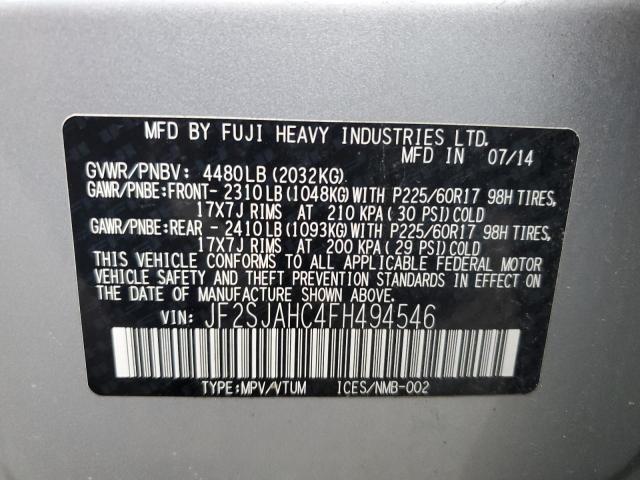 MFD BY FUJI HEAVY INDUSTRIES LTD.
MFD IN 07/14
GVWR/PNBV: 4480LB (2032KG)
GAWR/PNBE:FRONT- 2310LB(1048KG)WITH P225/60R17 98H TIRES,
17X7J RIMS AT 210 KPA ( 30 PSI)COLD
GAWR/PNBE:REAR - 2410LB(1093KG)WITH P225/60R17 98H TIRES,
17X7J RIMS AT 200 KPA ( 29 PSI)COLD
THIS VEHICLE CONFORMS TO ALL APPLICABLE FEDERAL MOTOR
VEHICLE SAFETY AND THEFT PREVENTION STANDARDS IN EFFECT ON
THE DATE OF MANUFACTURE SHOWN ABOVE.
VIN: JF2SJAHC4FH494546
TYPE:MPV/VTUM ICES/NMB-002